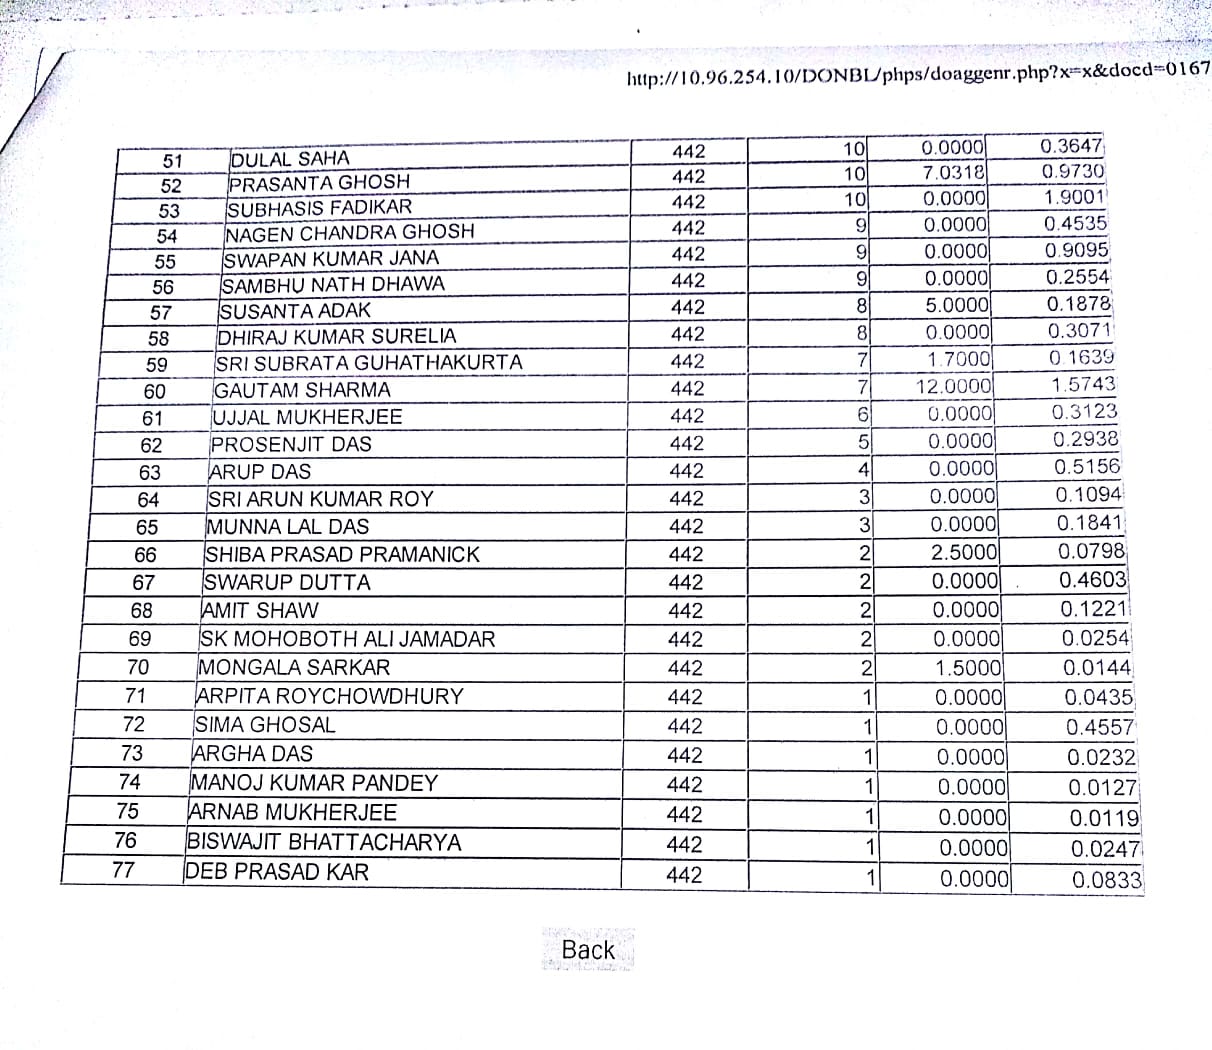 http://10.96.254.10/DONBL/phps/doaggenr.php?x=x&docd=0167
51 DULAL SAHA 442 10 0.0000 0.3647
52 PRASANTA GHOSH 442 10 7.0318 0.9730
53 SUBHASIS FADIKAR 442 10 0.0000 1.9001
54 NAGEN CHANDRA GHOSH 442 9 0.0000 0.4535
55 SWAPAN KUMAR JANA 442 9 0.0000 0.9095
56 SAMBHU NATH DHAWA 442 9 0.0000 0.2554
57 SUSANTA ADAK 442 8 5.0000 0.1878
58 DHIRAJ KUMAR SURELIA 442 8 0.0000 0.3071
59 SRI SUBRATA GUHATHAKURTA 442 7 1.7000 0.1639
60 GAUTAM SHARMA 442 7 12.0000 1.5743
61 UJJAL MUKHERJEE 442 6 0.0000 0.3123
62 PROSENJIT DAS 442 5 0.0000 0.2938
63 ARUP DAS 442 4 0.0000 0.5156
64 SRI ARUN KUMAR ROY 442 3 0.0000 0.1094
65 MUNNA LAL DAS 442 3 0.0000 0.1841
66 SHIBA PRASAD PRAMANICK 442 2 2.5000 0.0798
67 SWARUP DUTTA 442 2 0.0000 0.4603
68 AMIT SHAW 442 2 0.0000 0.1221
69 SK MOHOBOTH ALI JAMADAR 442 2 0.0000 0.0254
70 MONGALA SARKAR 442 2 1.5000 0.0144
71 ARPITA ROYCHOWDHURY 442 1 0.0000 0.0435
72 SIMA GHOSAL 442 1 0.0000 0.4557
73 ARGHA DAS 442 1 0.0000 0.0232
74 MANOJ KUMAR PANDEY 442 1 0.0000 0.0127
75 ARNAB MUKHERJEE 442 1 0.0000 0.0119
76 BISWAJIT BHATTACHARYA 442 1 0.0000 0.0247
77 DEB PRASAD KAR 442 1 0.0000 0.0833
Back